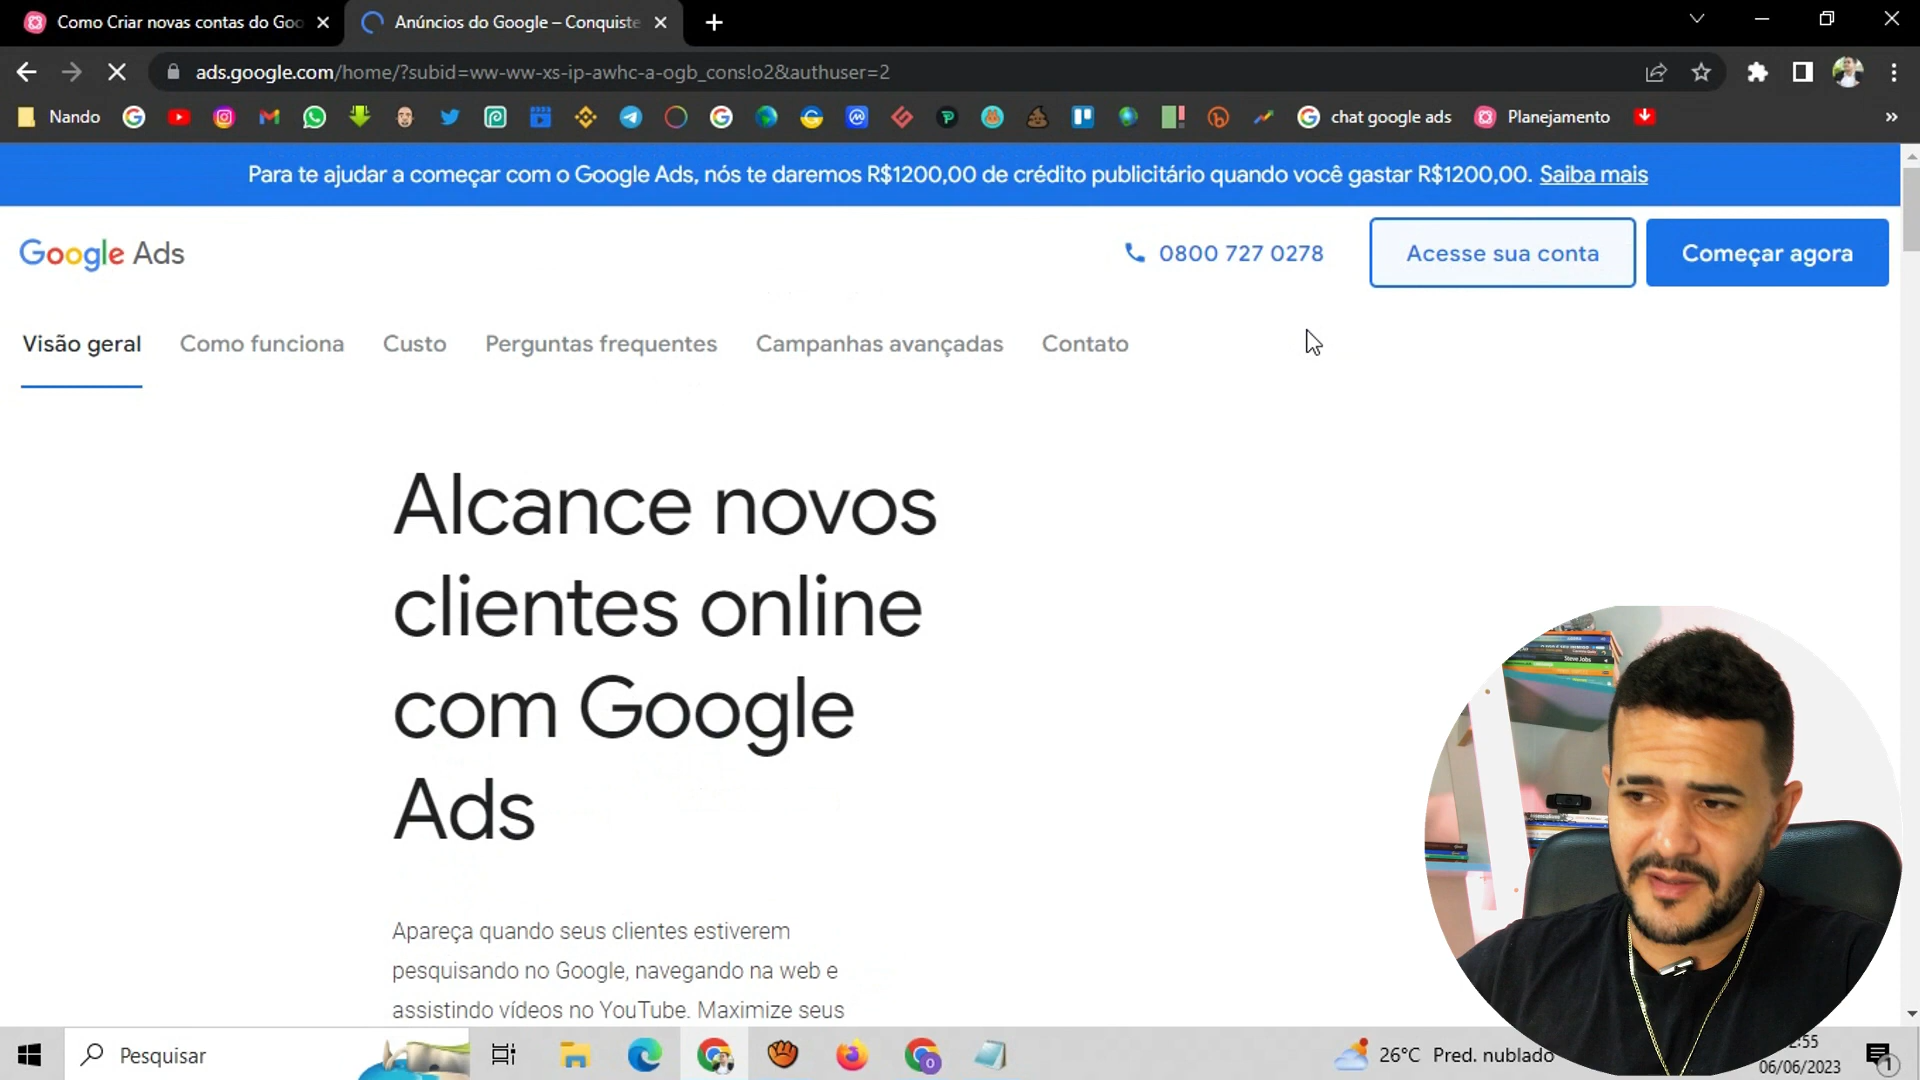 Como Criar novas contas do Goo
Anúncios do Google – Conquiste
ads.google.com/home/?subid=ww-ww-xs-ip-awhc-a-ogb_cons!o2&authuser=2
Nando
chat google ads
Planejamento
Para te ajudar a começar com o Google Ads, nós te daremos R$1200,00 de crédito publicitário quando você gastar R$1200,00. Saiba mais
Google Ads
0800 727 0278
Acesse sua conta
Começar agora
Visão geral
Como funciona
Custo
Perguntas frequentes
Campanhas avançadas
Contato
Alcance novos
clientes online
com Google
Ads
Apareça quando seus clientes estiverem
pesquisando no Google, navegando na web e
assistindo vídeos no YouTube. Maximize seus
Steve Jobs
Pesquisar
26°C Pred. nublado
:55
06/06/2023
1